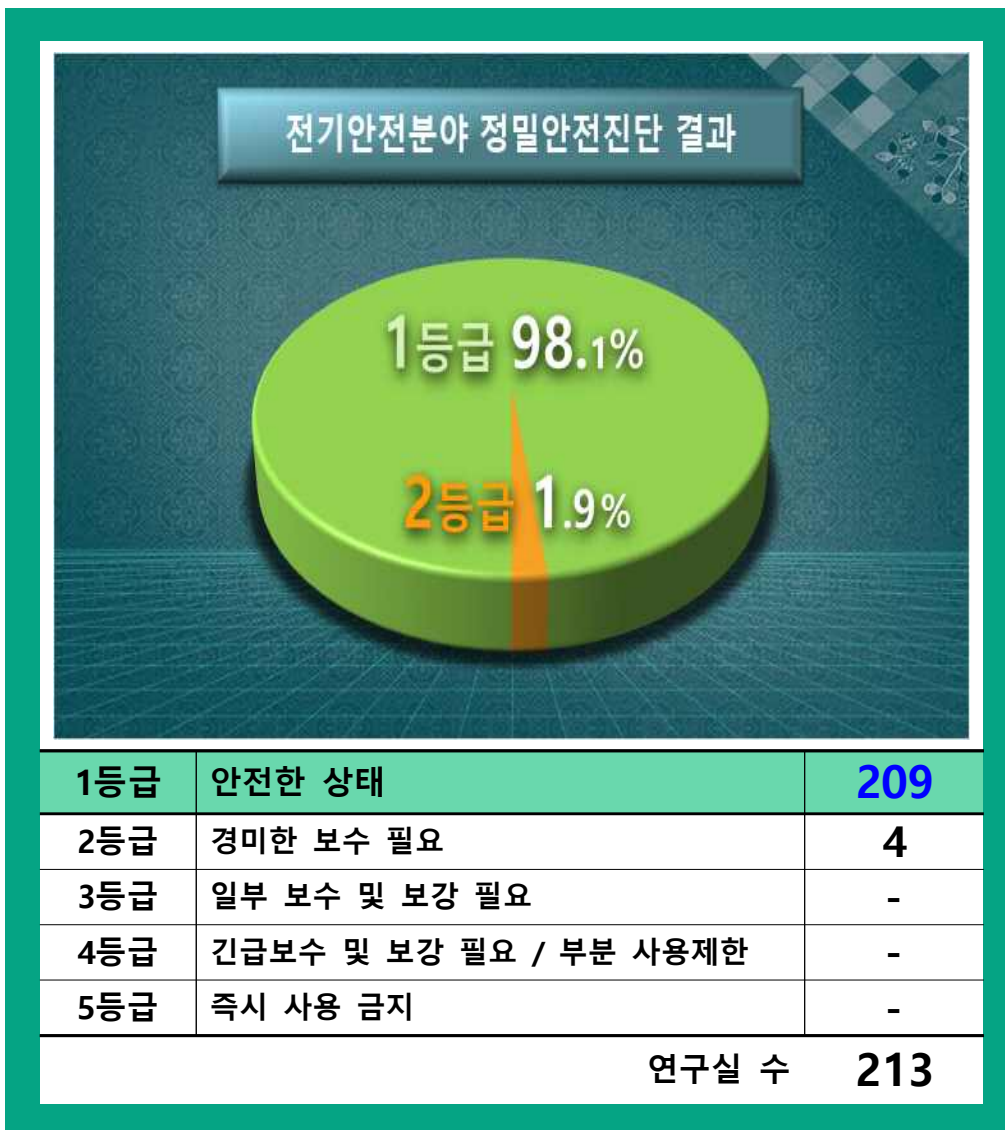 전기안전분야 정밀안전진단 결과
1등급 98.1%
2등급 1.9%
1등급 안전한 상태 209
2등급 경미한 보수 필요 4
3등급 일부 보수 및 보강 필요 -
4등급 긴급보수 및 보강 필요 / 부분 사용제한 -
5등급 즉시 사용 금지 -
연구실 수 213